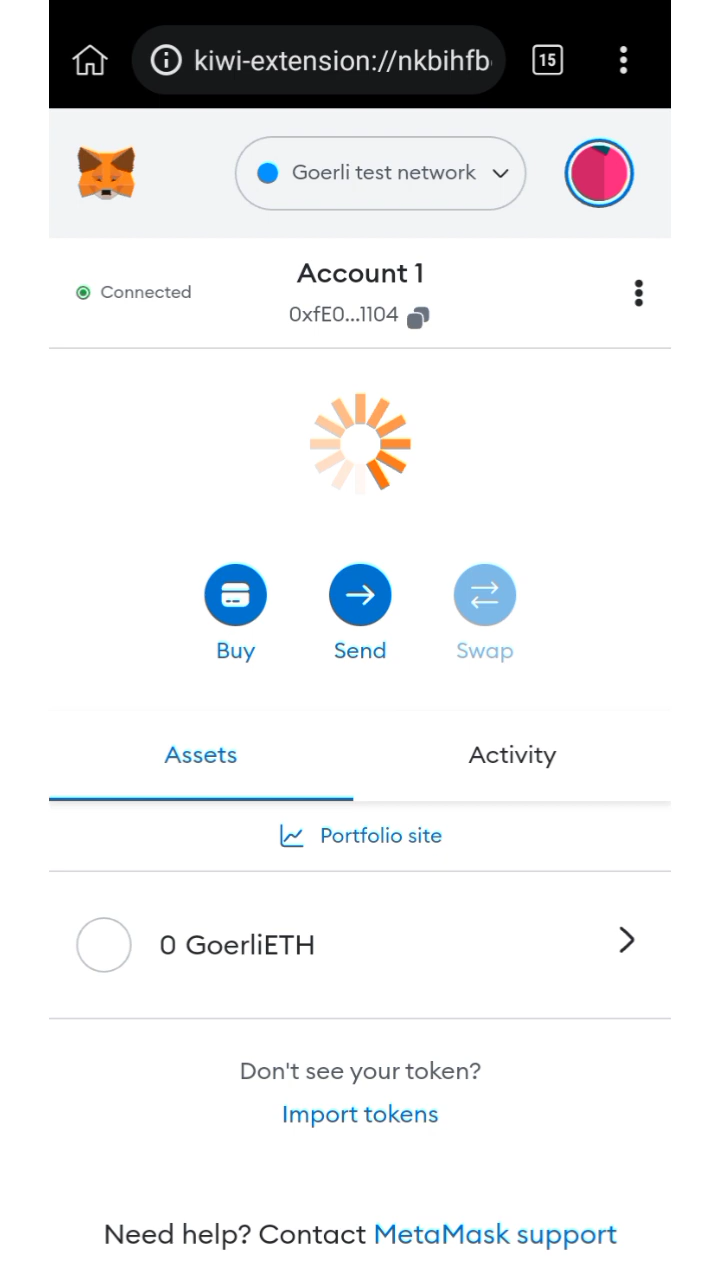 kiwi-extension://nkbihfb
15
Goerli test network
Connected
Account 1
0xfE0...1104
Buy
Send
Swap
Assets
Activity
Portfolio site
0 GoerliETH
Don't see your token?
Import tokens
Need help? Contact MetaMask support